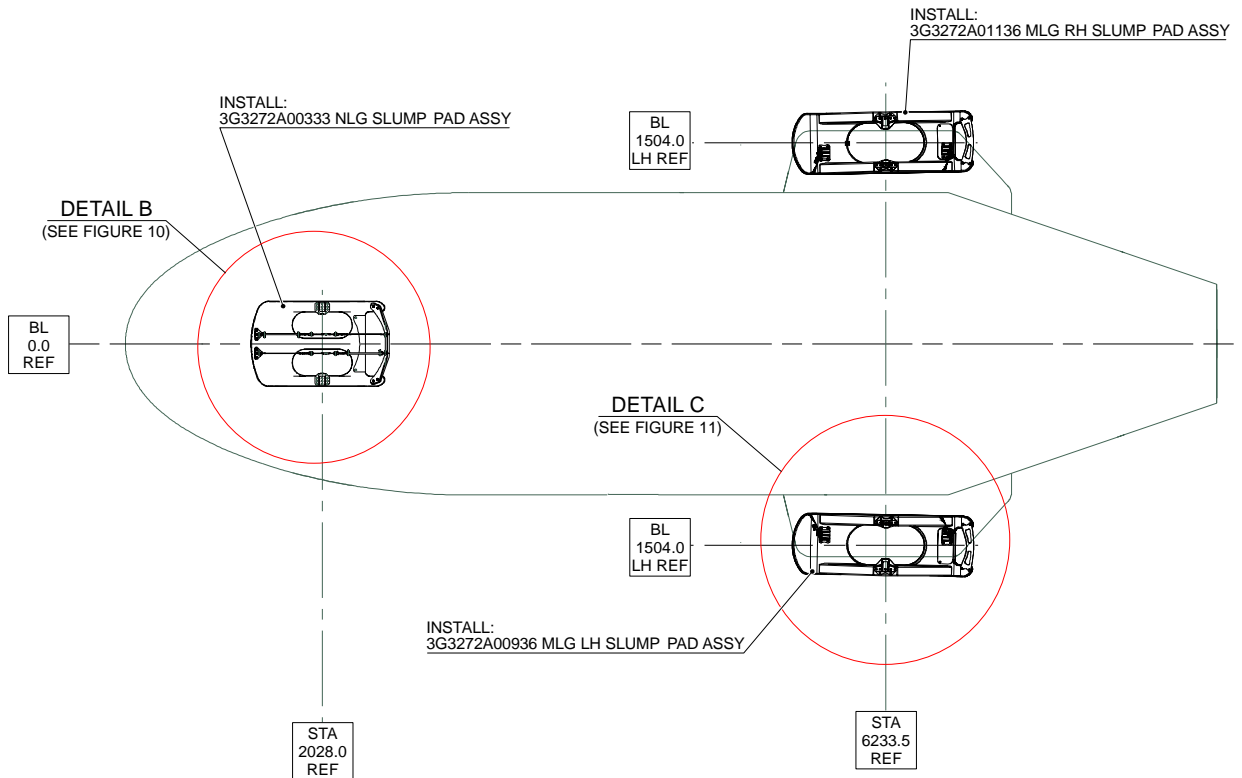 INSTALL:
3G3272A01136 MLG RH SLUMP PAD ASSY
INSTALL:
3G3272A00333 NLG SLUMP PAD ASSY
BL
1504.0
LH REF
DETAIL B
(SEE FIGURE 10)
BL
0.0
REF
DETAIL C
(SEE FIGURE 11)
BL
1504.0
LH REF
INSTALL:
3G3272A00936 MLG LH SLUMP PAD ASSY
STA
2028.0
REF
STA
6233.5
REF